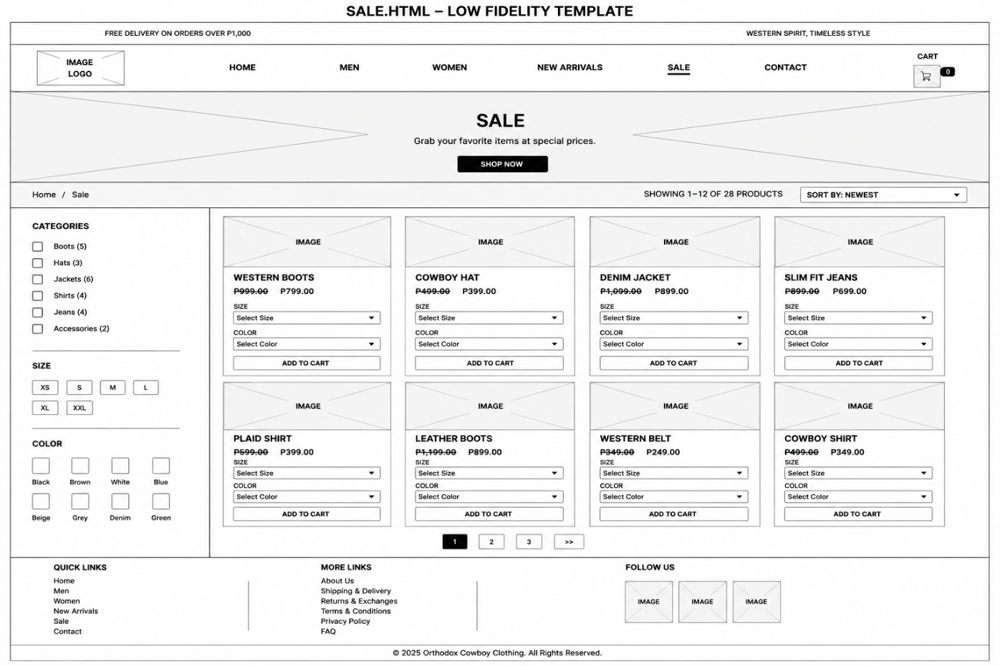 SALE.HTML – LOW FIDELITY TEMPLATE
FREE DELIVERY ON ORDERS OVER P1,000
WESTERN SPIRIT, TIMELESS STYLE
IMAGE
LOGO
HOME
MEN
WOMEN
NEW ARRIVALS
SALE
CONTACT
CART
0
SALE
Grab your favorite items at special prices.
SHOP NOW
Home / Sale
SHOWING 1–12 OF 28 PRODUCTS
SORT BY: NEWEST
CATEGORIES
Boots (5)
Hats (3)
Jackets (6)
Shirts (4)
Jeans (4)
Accessories (2)
SIZE
XS S M L
XL XXL
COLOR
Black Brown White Blue
Beige Grey Denim Green
IMAGE
WESTERN BOOTS
P999.00 P799.00
SIZE
Select Size
COLOR
Select Color
ADD TO CART
IMAGE
COWBOY HAT
P499.00 P399.00
SIZE
Select Size
COLOR
Select Color
ADD TO CART
IMAGE
DENIM JACKET
P1,099.00 P899.00
SIZE
Select Size
COLOR
Select Color
ADD TO CART
IMAGE
SLIM FIT JEANS
P899.00 P699.00
SIZE
Select Size
COLOR
Select Color
ADD TO CART
IMAGE
PLAID SHIRT
P599.00 P399.00
SIZE
Select Size
COLOR
Select Color
ADD TO CART
IMAGE
LEATHER BOOTS
P1,199.00 P899.00
SIZE
Select Size
COLOR
Select Color
ADD TO CART
IMAGE
WESTERN BELT
P349.00 P249.00
SIZE
Select Size
COLOR
Select Color
ADD TO CART
IMAGE
COWBOY SHIRT
P499.00 P349.00
SIZE
Select Size
COLOR
Select Color
ADD TO CART
1 2 3 >>
QUICK LINKS
Home
Men
Women
New Arrivals
Sale
Contact
MORE LINKS
About Us
Shipping & Delivery
Returns & Exchanges
Terms & Conditions
Privacy Policy
FAQ
FOLLOW US
IMAGE IMAGE IMAGE
© 2025 Orthodox Cowboy Clothing. All Rights Reserved.